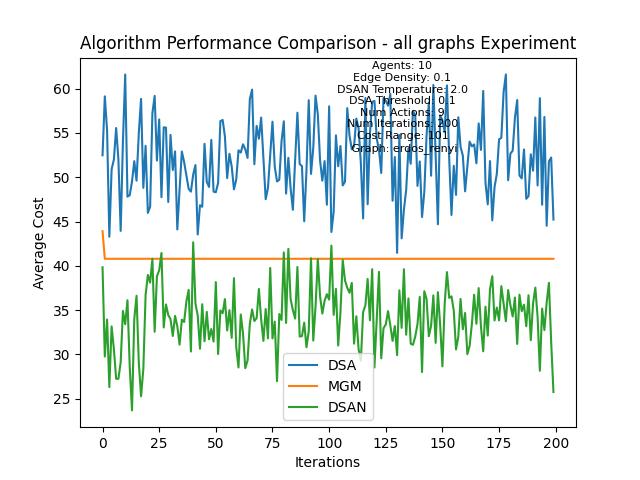 Algorithm Performance Comparison - all graphs Experiment
Agents: 10
Edge Density: 0.1
DSAN Temperature: 2.0
DSA Threshold: 0.1
Num Actions: 9
Num Iterations: 200
Cost Range: 101
Graph: erdos_renyi
Average Cost
60
55
50
45
40
35
30
25
DSA
MGM
DSAN
0
25
50
75
100
125
150
175
200
Iterations